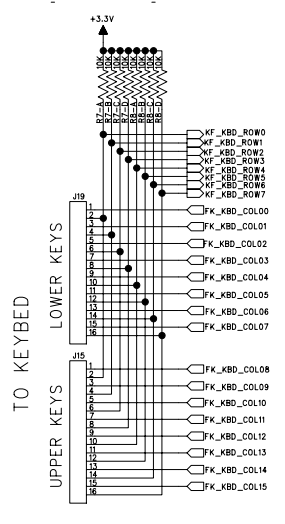 +3.3V
10K 10K 10K 10K 10K 10K 10K 10K
R7-A R7-B R7-C R7-D R8-A R8-B R8-C R8-D
KF_KBD_ROW0
KF_KBD_ROW1
KF_KBD_ROW2
KF_KBD_ROW3
KF_KBD_ROW4
KF_KBD_ROW5
KF_KBD_ROW6
KF_KBD_ROW7
TO KEYBED
J19
LOWER KEYS
1 FK_KBD_COL00
2
3 FK_KBD_COL01
4
5 FK_KBD_COL02
6
7 FK_KBD_COL03
8
9 FK_KBD_COL04
10
11 FK_KBD_COL05
12
13 FK_KBD_COL06
14
15 FK_KBD_COL07
16
J15
UPPER KEYS
1 FK_KBD_COL08
2
3 FK_KBD_COL09
4
5 FK_KBD_COL10
6
7 FK_KBD_COL11
8
9 FK_KBD_COL12
10
11 FK_KBD_COL13
12
13 FK_KBD_COL14
14
15 FK_KBD_COL15
16